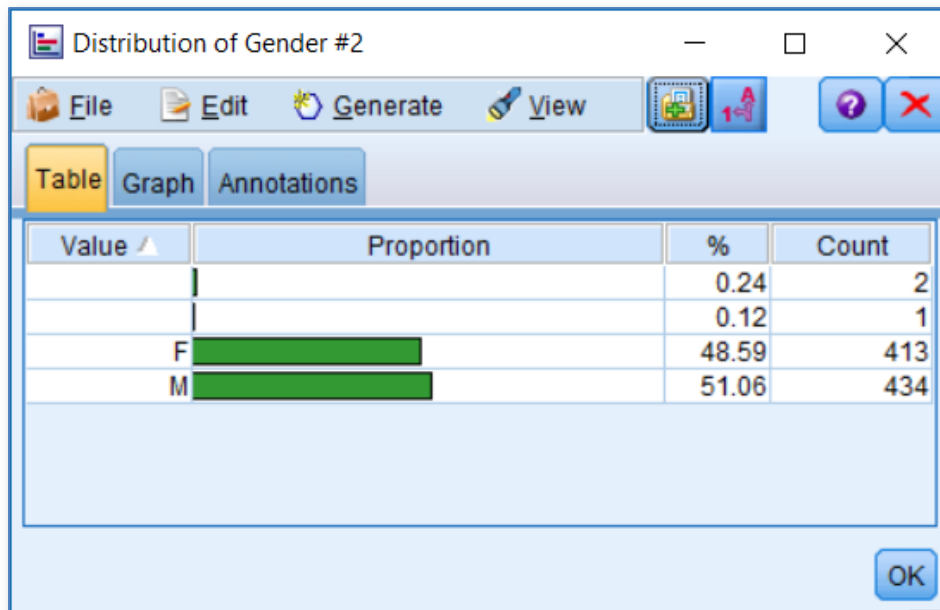 Distribution of Gender #2
File Edit Generate View
Table Graph Annotations
Value Proportion % Count
0.24 2
0.12 1
F 48.59 413
M 51.06 434
OK